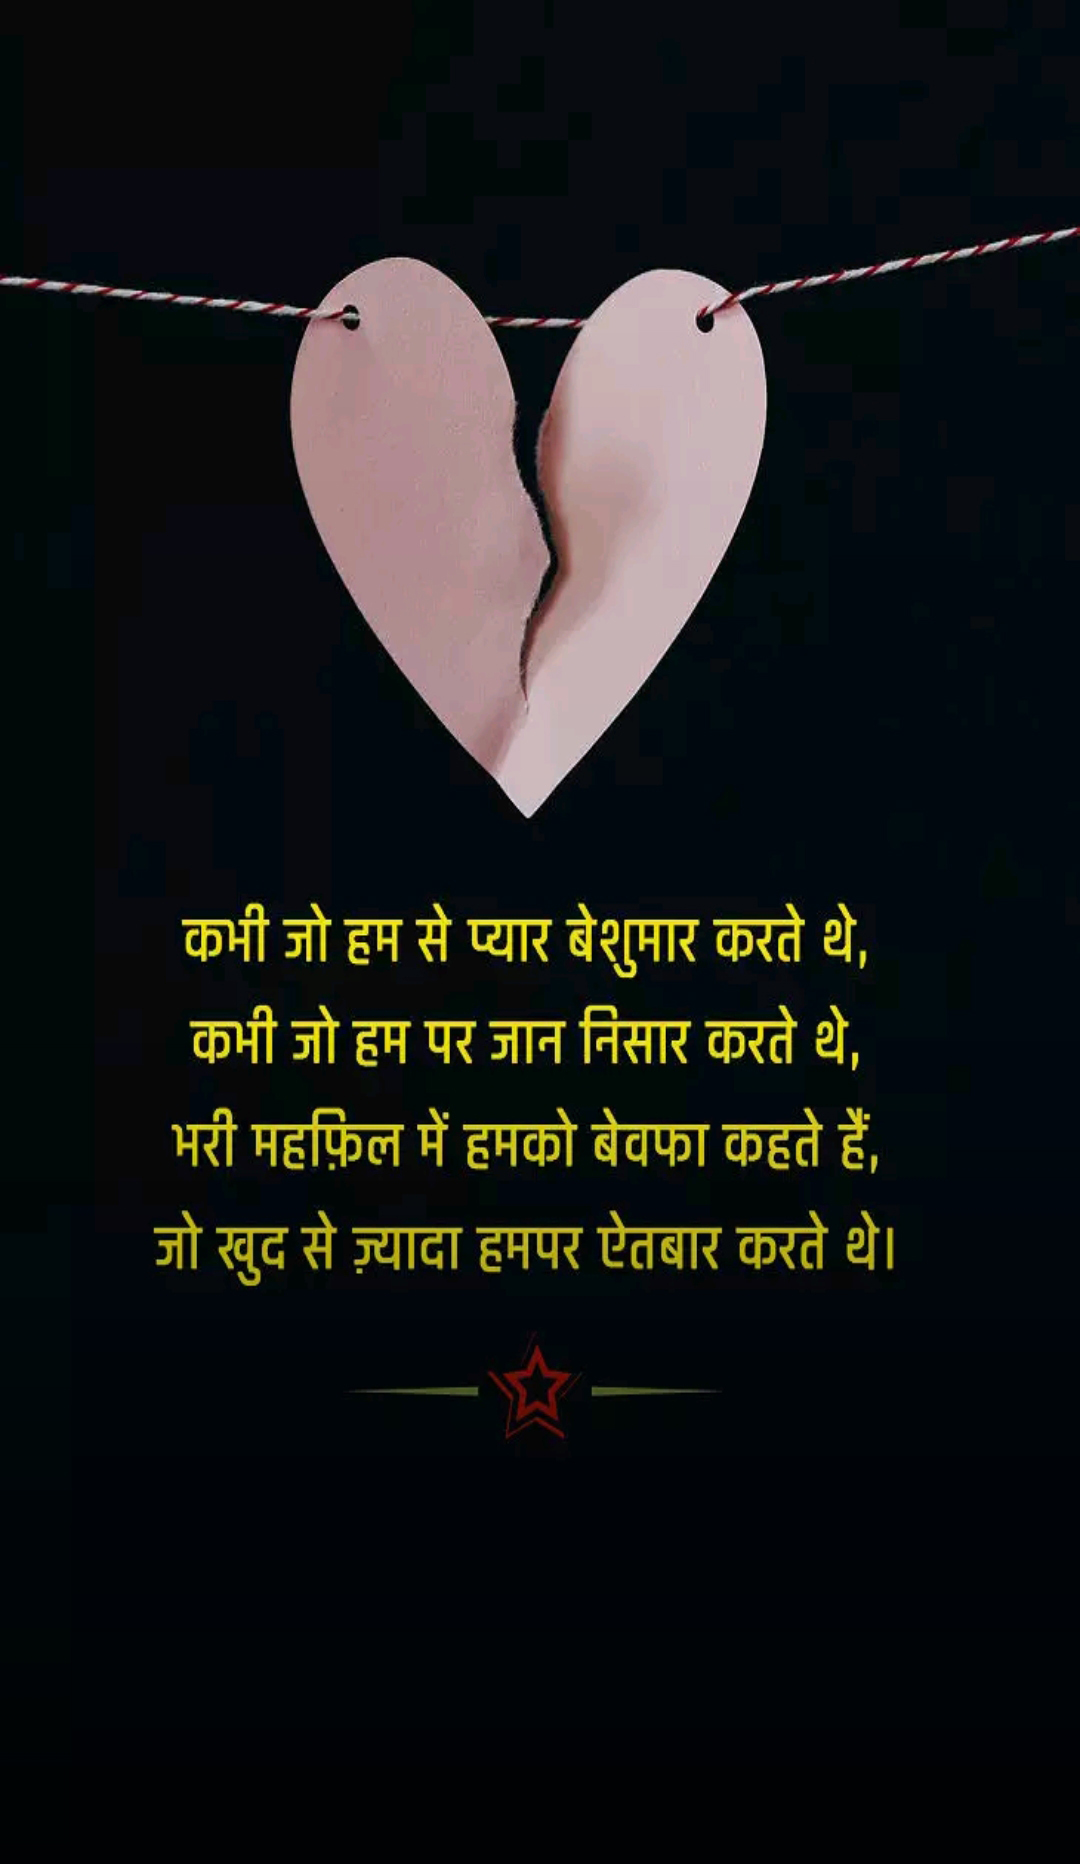 कभी जो हम से प्यार बेशुमार करते थे,
कभी जो हम पर जान निसार करते थे,
भरी महफ़िल में हमको बेवफा कहते हैं,
जो खुद से ज़्यादा हमपर ऐतबार करते थे।